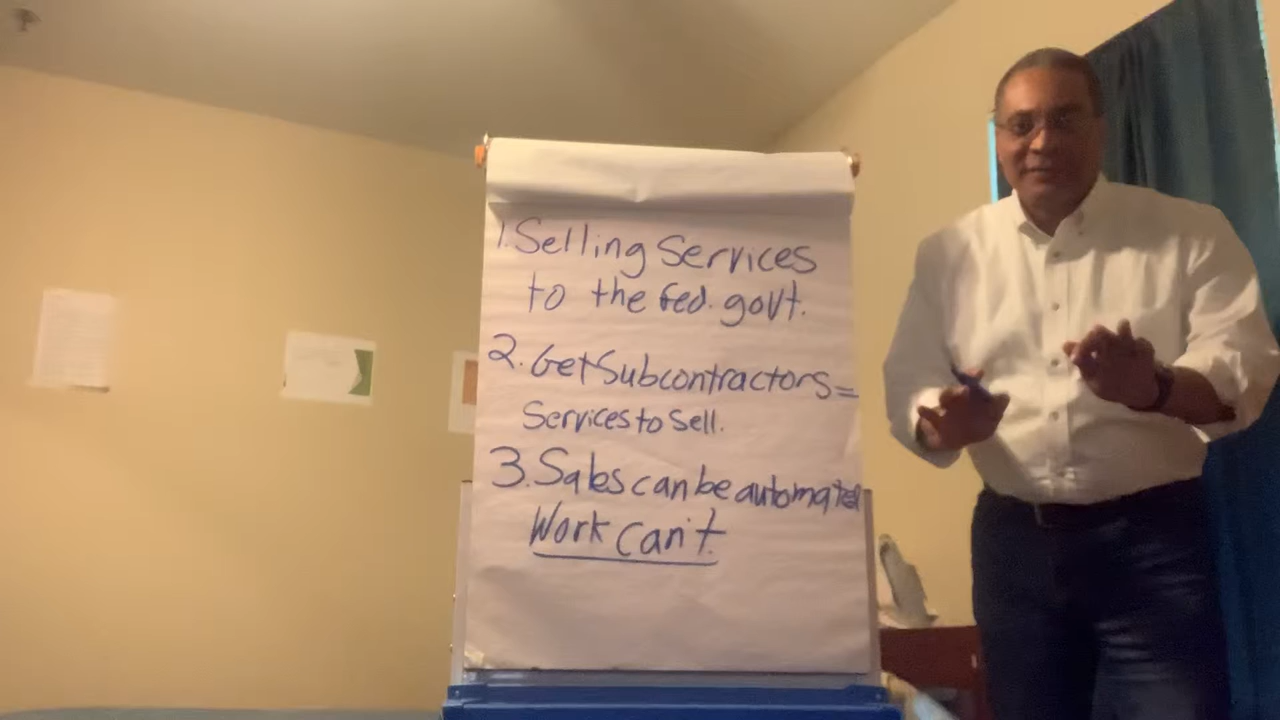 1. Selling Services
to the fed. govt.
2. Get Subcontractors =
Services to Sell.
3. Sales can be automated
Work can't.